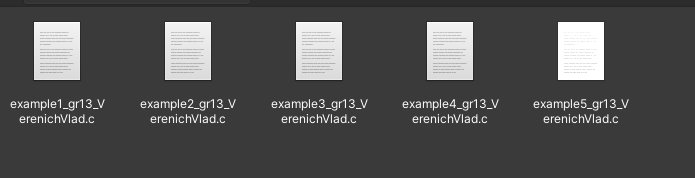 example1_gr13_V
erenichVlad.c
example2_gr13_V
erenichVlad.c
example3_gr13_V
erenichVlad.c
example4_gr13_V
erenichVlad.c
example5_gr13_V
erenichVlad.c